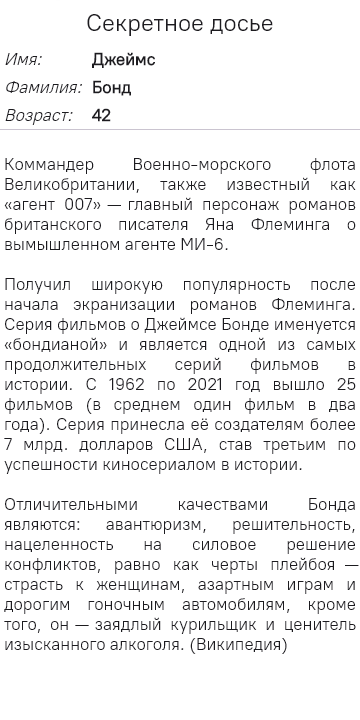 Секретное досье
Имя: Джеймс
Фамилия: Бонд
Возраст: 42
Коммандер Военно-морского флота
Великобритании, также известный как
«агент 007» — главный персонаж романов
британского писателя Яна Флеминга о
вымышленном агенте МИ-6.
Получил широкую популярность после
начала экранизации романов Флеминга.
Серия фильмов о Джеймсе Бонде именуется
«бондианой» и является одной из самых
продолжительных серий фильмов в
истории. С 1962 по 2021 год вышло 25
фильмов (в среднем один фильм в два
года). Серия принесла её создателям более
7 млрд. долларов США, став третьим по
успешности киносериалом в истории.
Отличительными качествами Бонда
являются: авантюризм, решительность,
нацеленность на силовое решение
конфликтов, равно как черты плейбоя —
страсть к женщинам, азартным играм и
дорогим гоночным автомобилям, кроме
того, он — заядлый курильщик и ценитель
изысканного алкоголя. (Википедия)